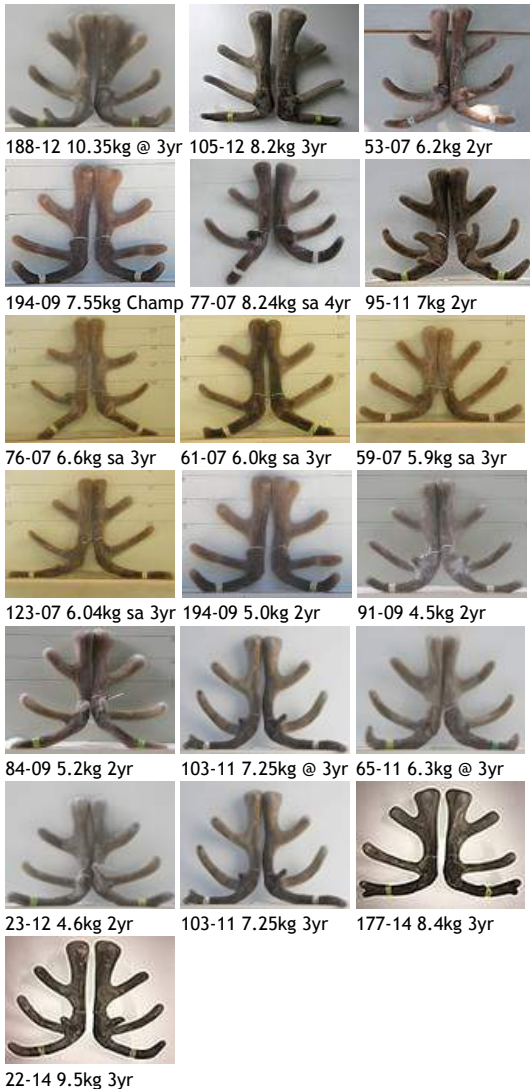 188-12 10.35kg @ 3yr 105-12 8.2kg 3yr 53-07 6.2kg 2yr
194-09 7.55kg Champ 77-07 8.24kg sa 4yr 95-11 7kg 2yr
76-07 6.6kg sa 3yr 61-07 6.0kg sa 3yr 59-07 5.9kg sa 3yr
123-07 6.04kg sa 3yr 194-09 5.0kg 2yr 91-09 4.5kg 2yr
84-09 5.2kg 2yr 103-11 7.25kg @ 3yr 65-11 6.3kg @ 3yr
23-12 4.6kg 2yr 103-11 7.25kg 3yr 177-14 8.4kg 3yr
22-14 9.5kg 3yr